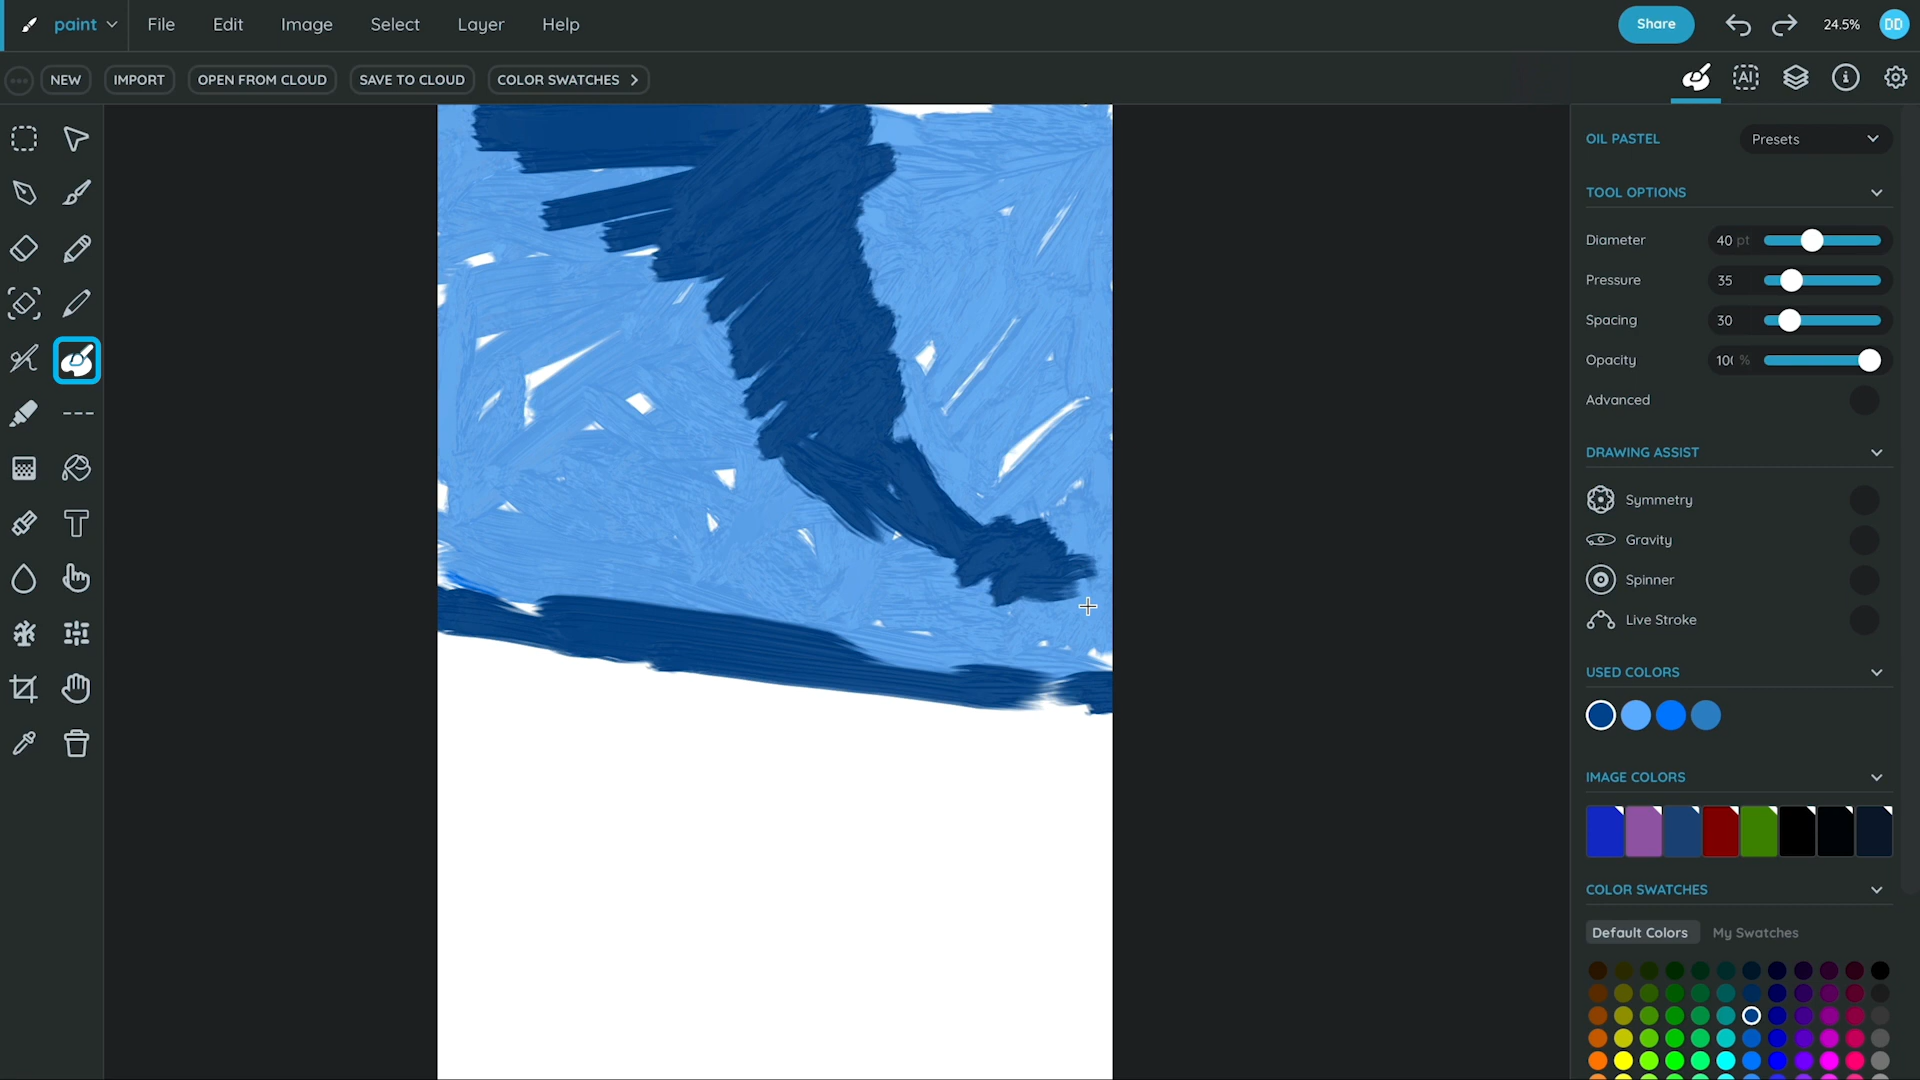 paint File Edit Image Select Layer Help Share 24.5% DD
NEW IMPORT OPEN FROM CLOUD SAVE TO CLOUD COLOR SWATCHES AI
OIL PASTEL Presets
TOOL OPTIONS
Diameter 40 pt
Pressure 35
Spacing 30
Opacity 10( %
Advanced
DRAWING ASSIST
Symmetry
Gravity
Spinner
Live Stroke
USED COLORS
IMAGE COLORS
COLOR SWATCHES
Default Colors My Swatches